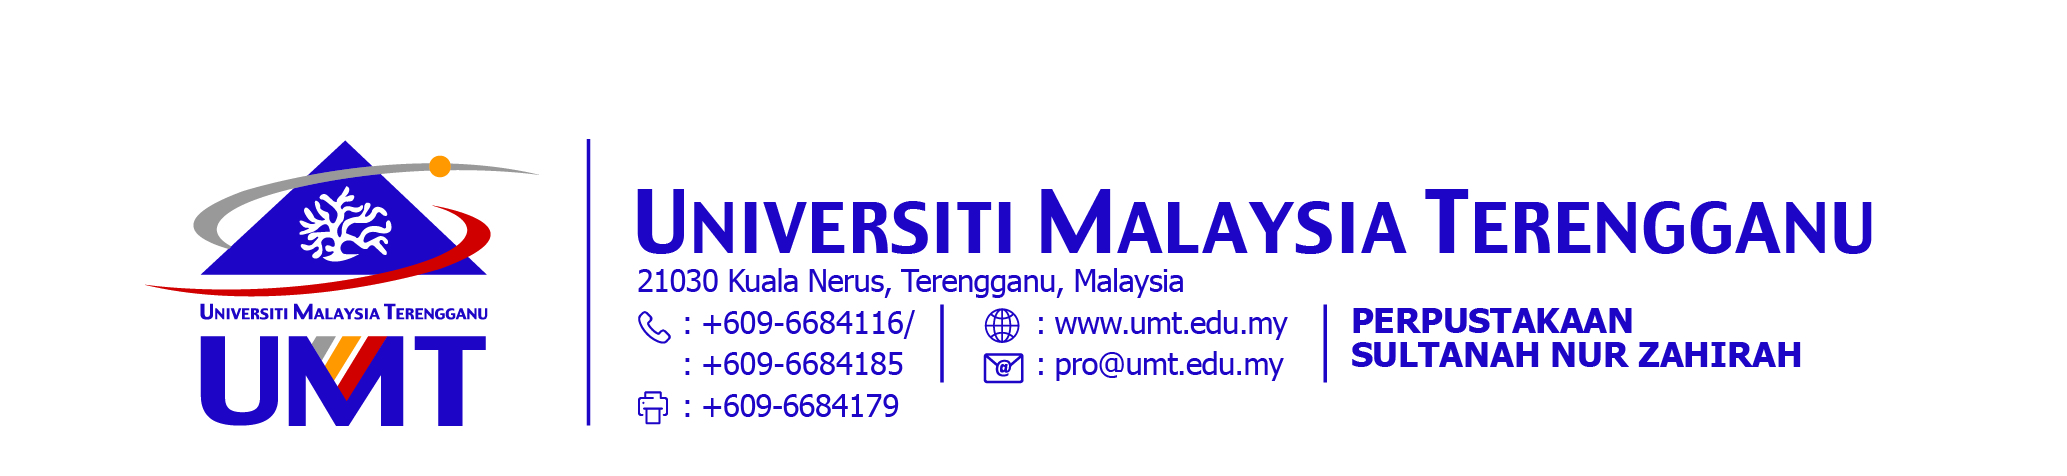 UNIVERSITI MALAYSIA TERENGGANU
UMT
UNIVERSITI MALAYSIA TERENGGANU
21030 Kuala Nerus, Terengganu, Malaysia
: +609-6684116/
: +609-6684185
: +609-6684179
: www.umt.edu.my
@ : pro@umt.edu.my
PERPUSTAKAAN
SULTANAH NUR ZAHIRAH